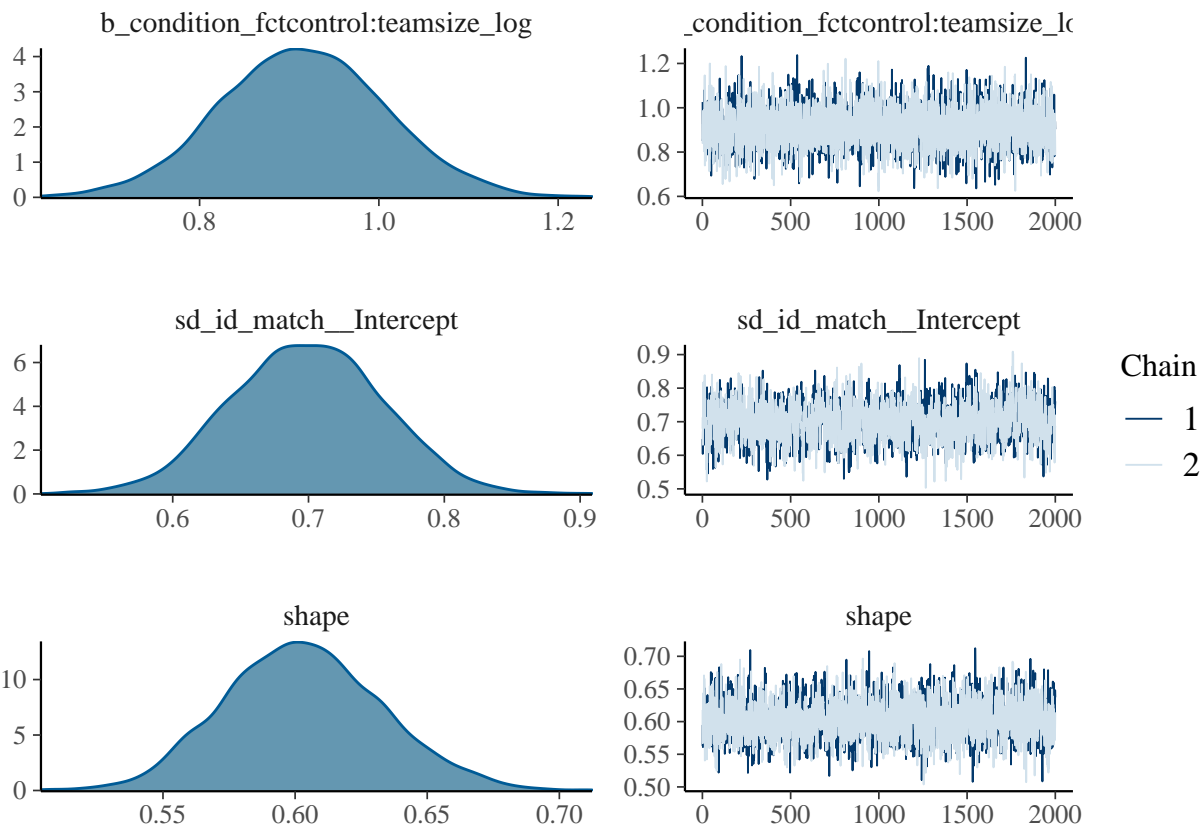 b_condition_fctcontrol:teamsize_log
4
3
2
1
0
0.8 1.0 1.2
_condition_fctcontrol:teamsize_lo
1.2
1.0
0.8
0.6
0 500 1000 1500 2000
sd_id_match__Intercept
6
4
2
0
0.6 0.7 0.8 0.9
sd_id_match__Intercept
0.9
0.8
0.7
0.6
0.5
0 500 1000 1500 2000
Chain
1
2
shape
10
5
0
0.55 0.60 0.65 0.70
shape
0.70
0.65
0.60
0.55
0.50
0 500 1000 1500 2000